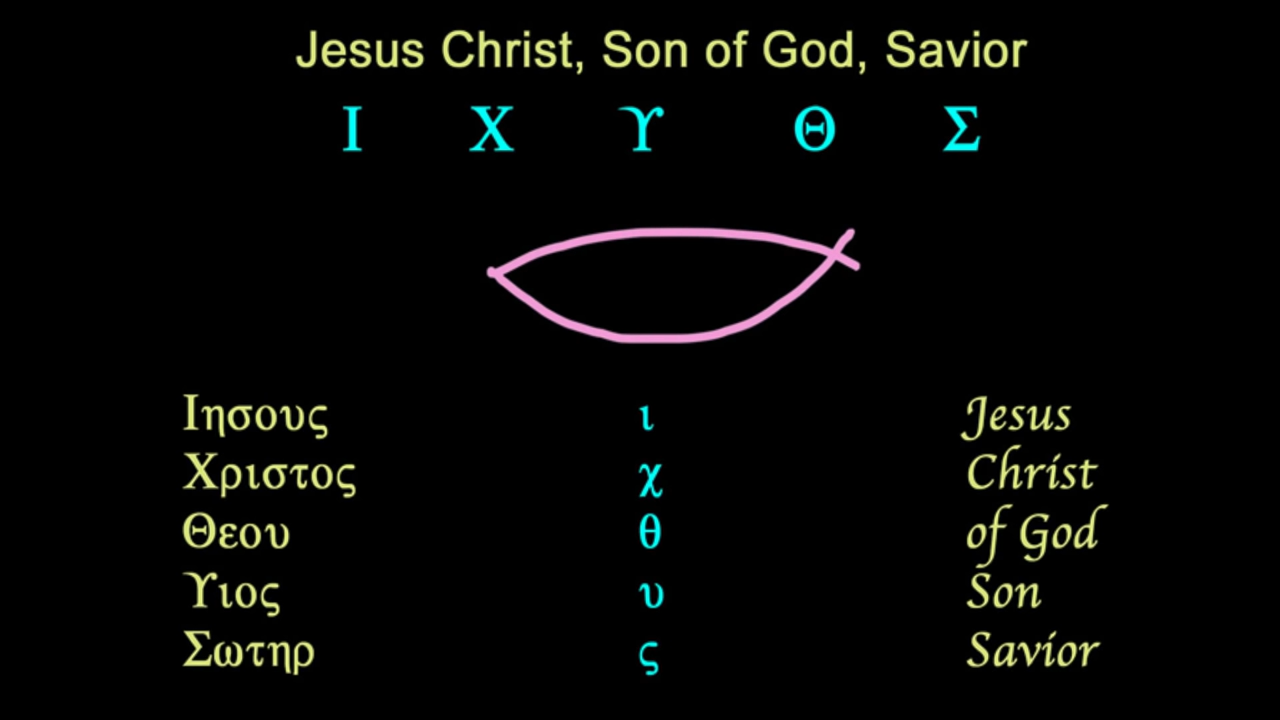 Jesus Christ, Son of God, Savior
Ι Χ ϒ Θ Σ
Ιησους ι Jesus
Χριστος χ Christ
Θεου θ of God
ϒιος υ Son
Σωτηρ ς Savior